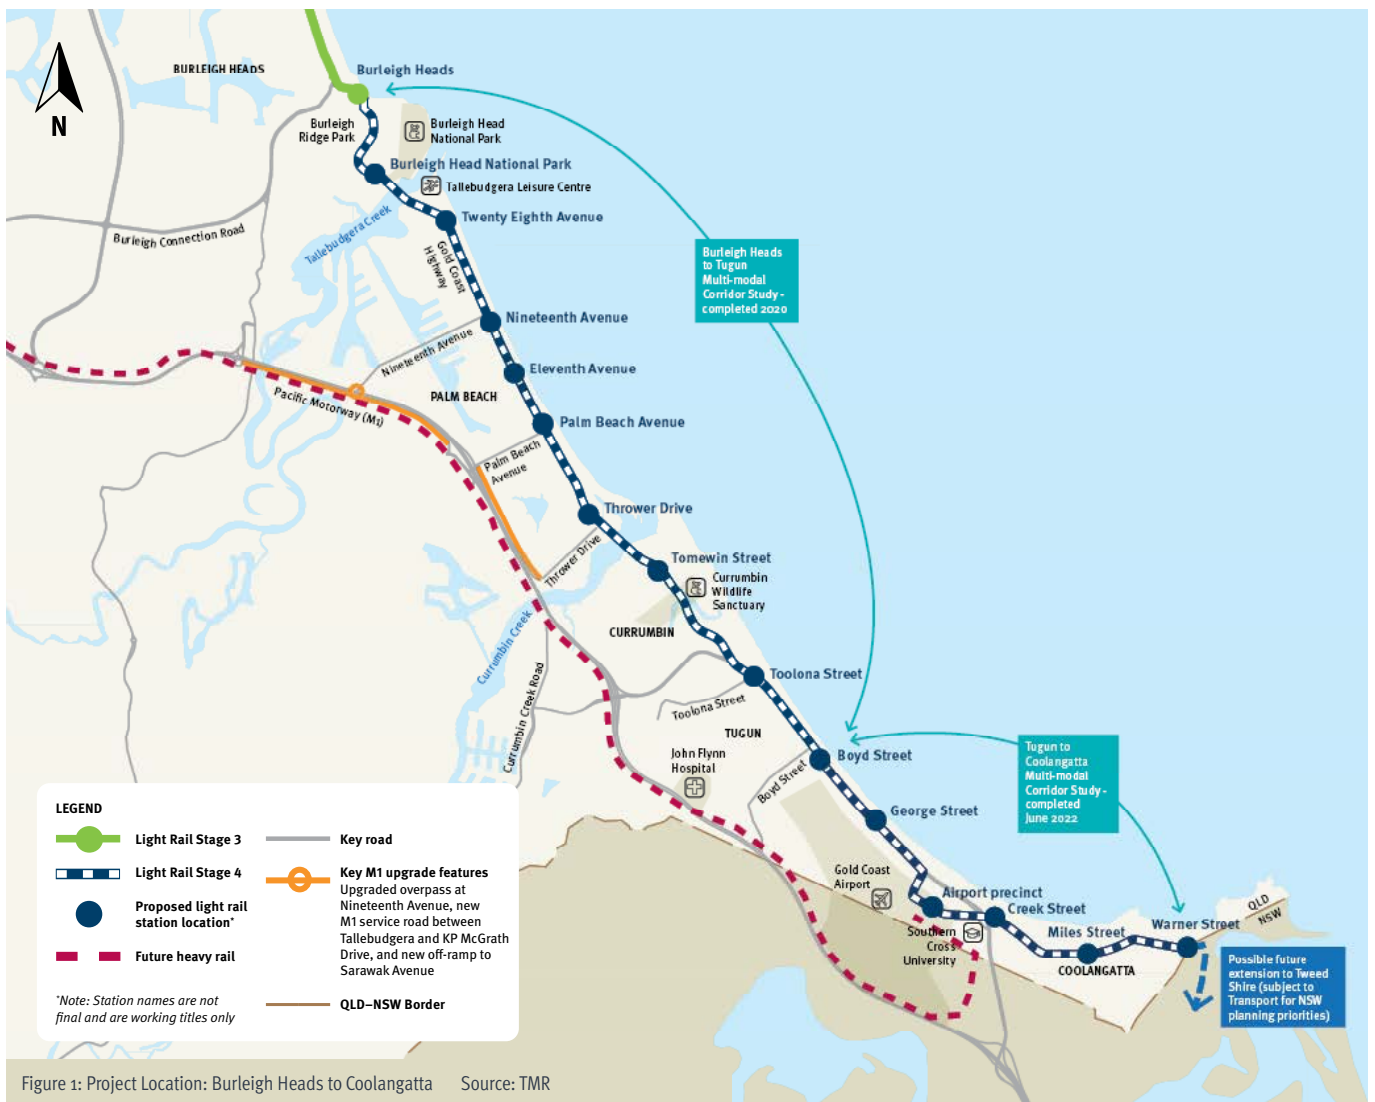 BURLEIGH HEADS
Burleigh Heads
N
Burleigh
Ridge Park
Burleigh Head
National Park
Burleigh Head National Park
Tallebudgera Leisure Centre
Twenty Eighth Avenue
Tallebudgera Creek
Burleigh Connection Road
Gold Coast
Highway
Burleigh Heads
to Tugun
Multi-modal
Corridor Study -
completed 2020
Nineteenth Avenue
Nineteenth Avenue
Eleventh Avenue
Pacific Motorway (M1)
PALM BEACH
Palm Beach Avenue
Palm Beach
Avenue
Thrower Drive
Thrower Drive
Tomewin Street
Currumbin
Wildlife
Sanctuary
Currumbin Creek
CURRUMBIN
Currumbin Creek Road
Toolona Street
Toolona Street
TUGUN
John Flynn
Hospital
Boyd Street
Boyd Street
Tugun to
Coolangatta
Multi-modal
Corridor Study -
completed
June 2022
George Street
Gold Coast
Airport
Airport precinct
Creek Street
Southern
Cross
University
Miles Street
COOLANGATTA
Warner Street
QLD
NSW
Possible future
extension to Tweed
Shire (subject to
Transport for NSW
planning priorities)
LEGEND
Light Rail Stage 3
Light Rail Stage 4
Proposed light rail
station location*
Future heavy rail
*Note: Station names are not
final and are working titles only
Key road
Key M1 upgrade features
Upgraded overpass at
Nineteenth Avenue, new
M1 service road between
Tallebudgera and KP McGrath
Drive, and new off-ramp to
Sarawak Avenue
QLD–NSW Border
Figure 1: Project Location: Burleigh Heads to Coolangatta Source: TMR